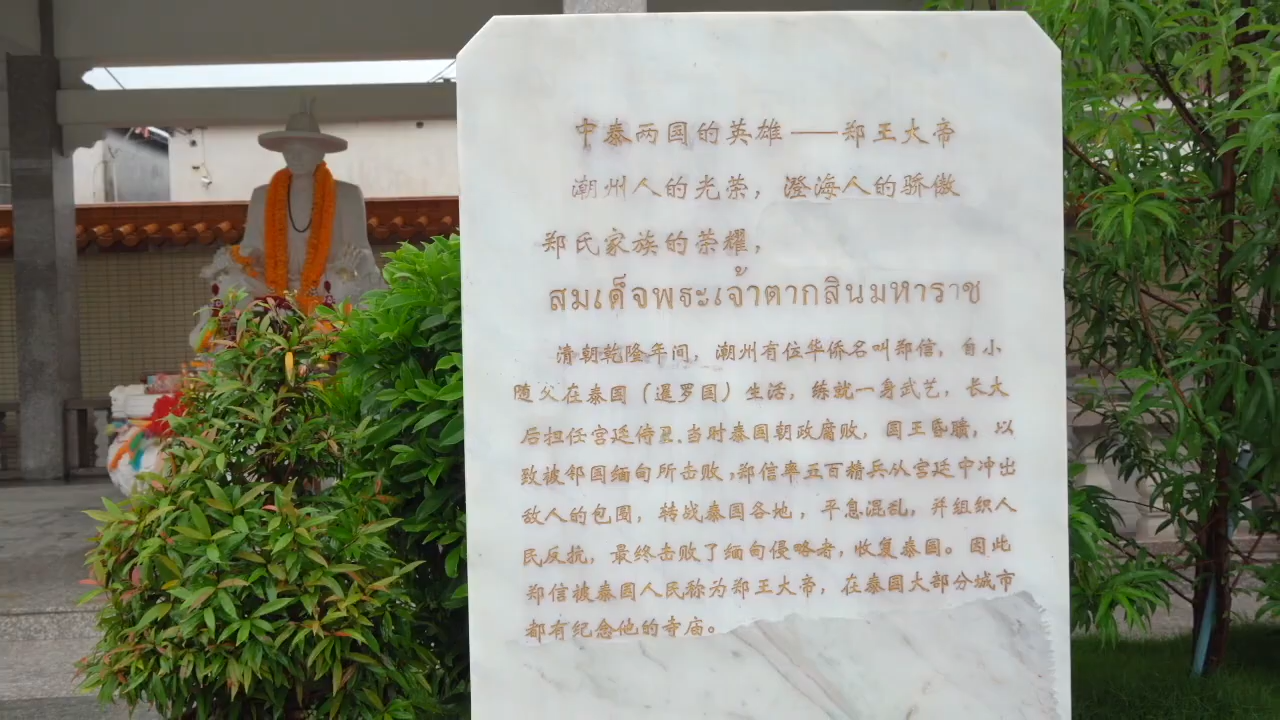 中泰两国的英雄——郑王大帝
潮州人的光荣，澄海人的骄傲
郑氏家族的荣耀，
สมเด็จพระเจ้าตากสินมหาราช
清朝乾隆年间，潮州有位华侨名叫郑信，自小
随父在泰国（暹罗国）生活，练就一身武艺，长大
后担任宫廷侍卫.当时泰国朝政腐败，国王昏聩，以
致被邻国缅甸所击败,郑信率五百精兵从宫廷中冲出
敌人的包围，转战泰国各地，平息混乱，并组织人
民反抗，最终击败了缅甸侵略者，收复泰国。因此
郑信被泰国人民称为郑王大帝，在泰国大部分城市
都有纪念他的寺庙。